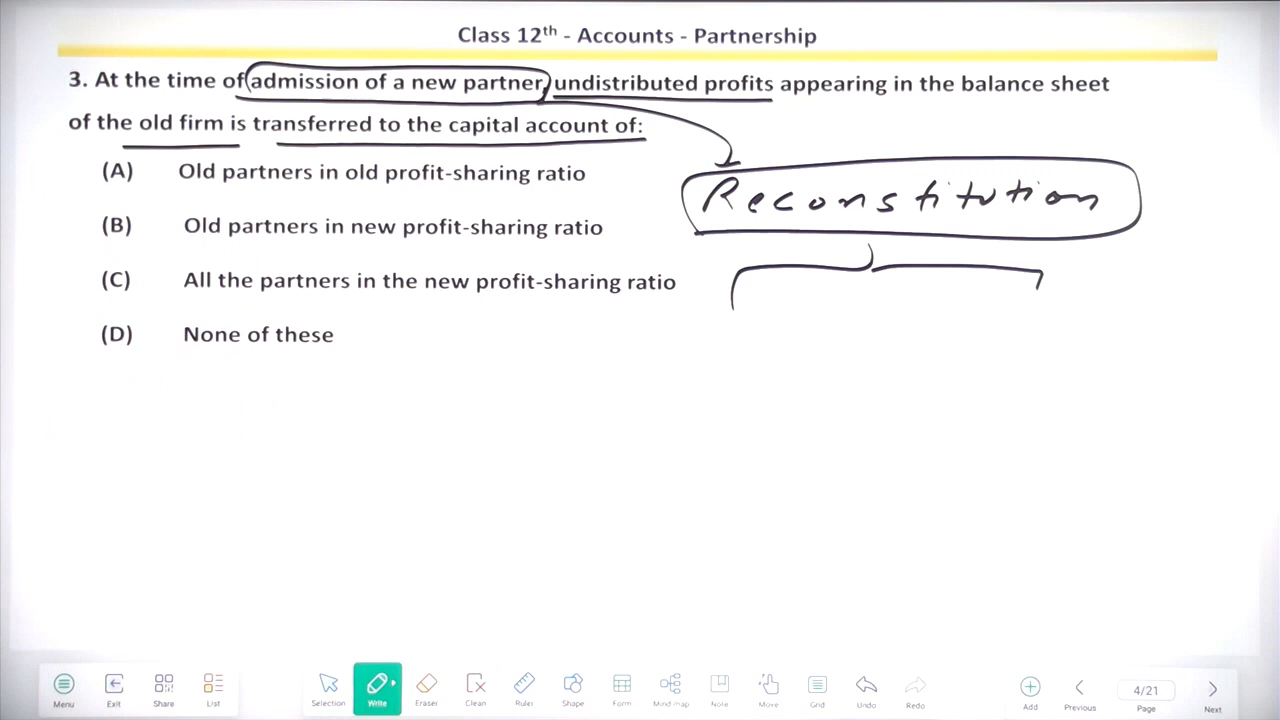 Class 12th - Accounts - Partnership
3. At the time of admission of a new partner, undistributed profits appearing in the balance sheet
of the old firm is transferred to the capital account of:
(A) Old partners in old profit-sharing ratio
(B) Old partners in new profit-sharing ratio
(C) All the partners in the new profit-sharing ratio
(D) None of these
Reconstitution
Menu Exit Share List Selection Write Eraser Clean Ruler Shape Form Mind map Note Move Grid Undo Redo Add Previous 4/21 Page Next